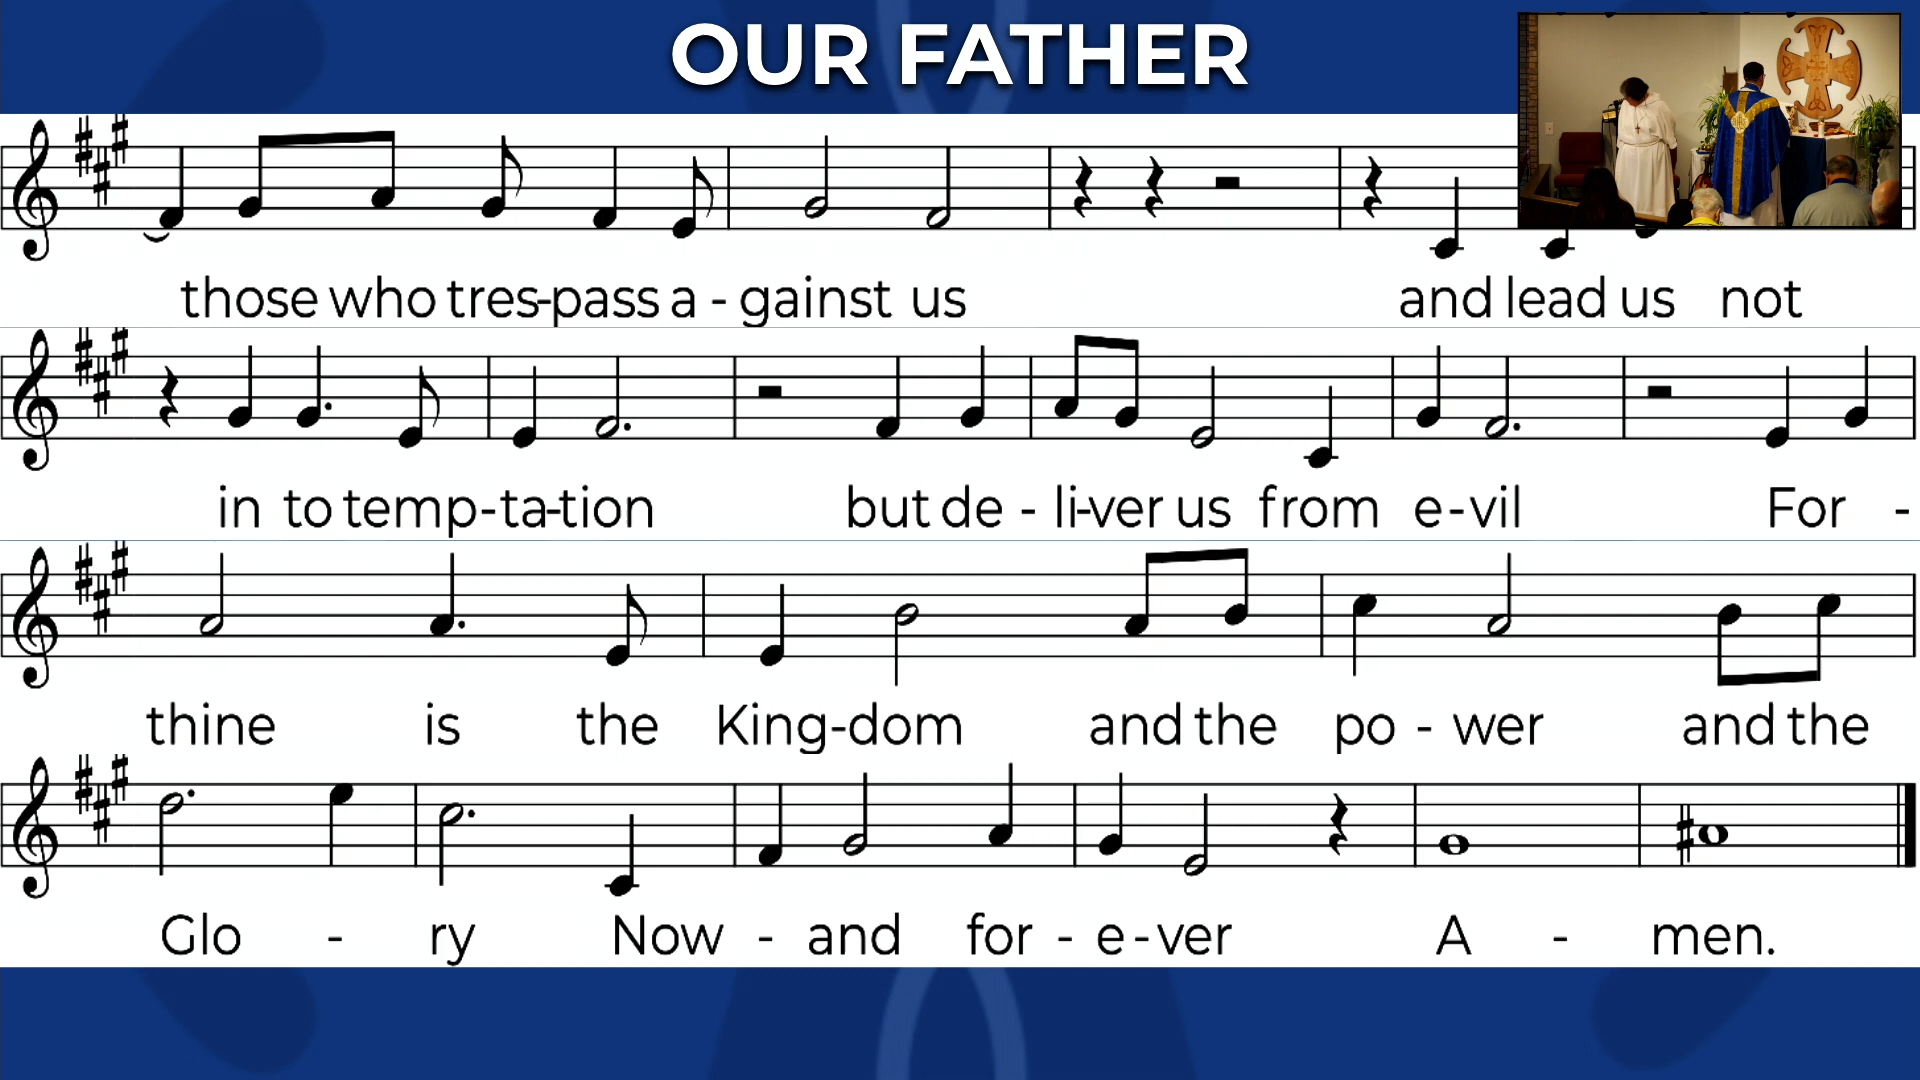 OUR FATHER
those who tres-pass a - gainst us and lead us not
in to temp-ta-tion but de - li-ver us from e-vil For -
thine is the King-dom and the po - wer and the
Glo - ry Now - and for - e-ver A - men.